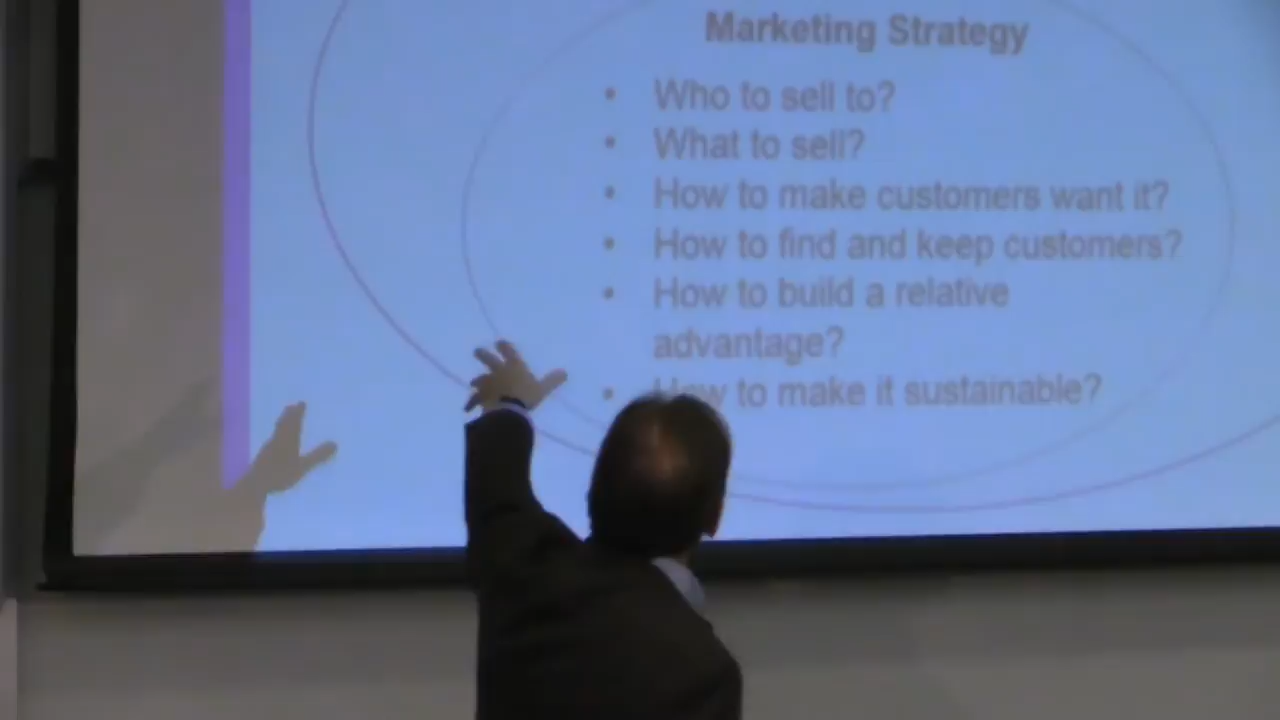 Marketing Strategy
• Who to sell to?
• What to sell?
• How to make customers want it?
• How to find and keep customers?
• How to build a relative
advantage?
• How to make it sustainable?